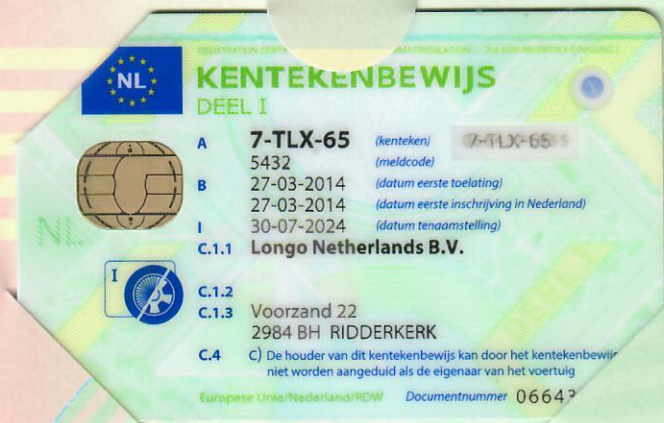 NL
KENTEKENBEWIJS
DEEL I
A 7-TLX-65 (kenteken) 7-TLX-65
5432 (meldcode)
B 27-03-2014 (datum eerste toelating)
27-03-2014 (datum eerste inschrijving in Nederland)
I 30-07-2024 (datum tenaamstelling)
C.1.1 Longo Netherlands B.V.
I
C.1.2
C.1.3 Voorzand 22
2984 BH RIDDERKERK
C.4 C) De houder van dit kentekenbewijs kan door het
niet worden aangeduid als de eigenaar van het voertuig
Europese Unie/Nederland/RDW Documentnummer
NL